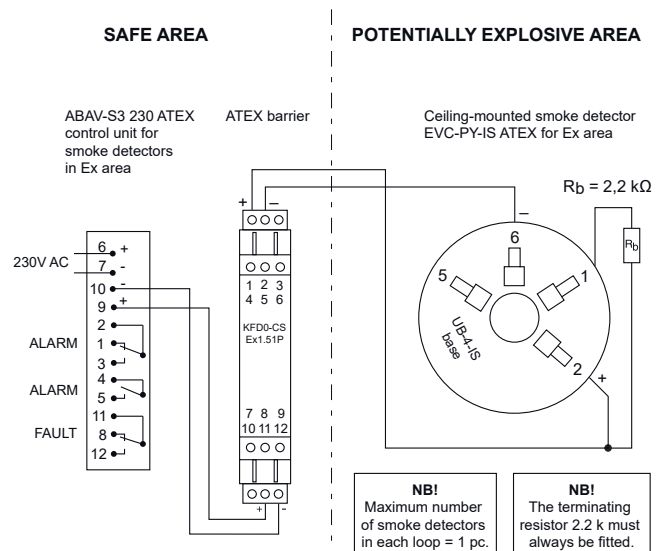 SAFE AREA
POTENTIALLY EXPLOSIVE AREA
ABAV-S3 230 ATEX
control unit for
smoke detectors
in Ex area
ATEX barrier
Ceiling-mounted smoke detector
EVC-PY-IS ATEX for Ex area
Rb = 2,2 kΩ
230V AC
6 +
7 -
10 -
9 +
2
ALARM
1
3
4
ALARM
5
11
FAULT
8
12
+ –
1 2 3
4 5 6
KFD0-CS
Ex1.51P
7 8 9
10 11 12
+ -
–
6
5
1
Rb
UB-4-IS
base
2
+
NB!
Maximum number
of smoke detectors
in each loop = 1 pc.
NB!
The terminating
resistor 2.2 k must
always be fitted.